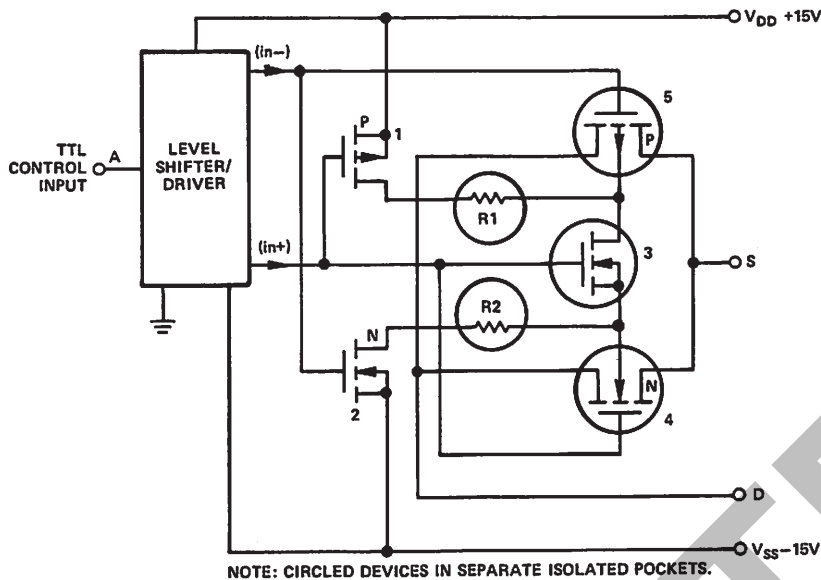 VDD +15V
(in−)
5
P
P
1
TTL
CONTROL
INPUT
A
LEVEL
SHIFTER/
DRIVER
R1
(in+)
3
S
R2
N
N
2
4
D
VSS−15V
NOTE: CIRCLED DEVICES IN SEPARATE ISOLATED POCKETS.